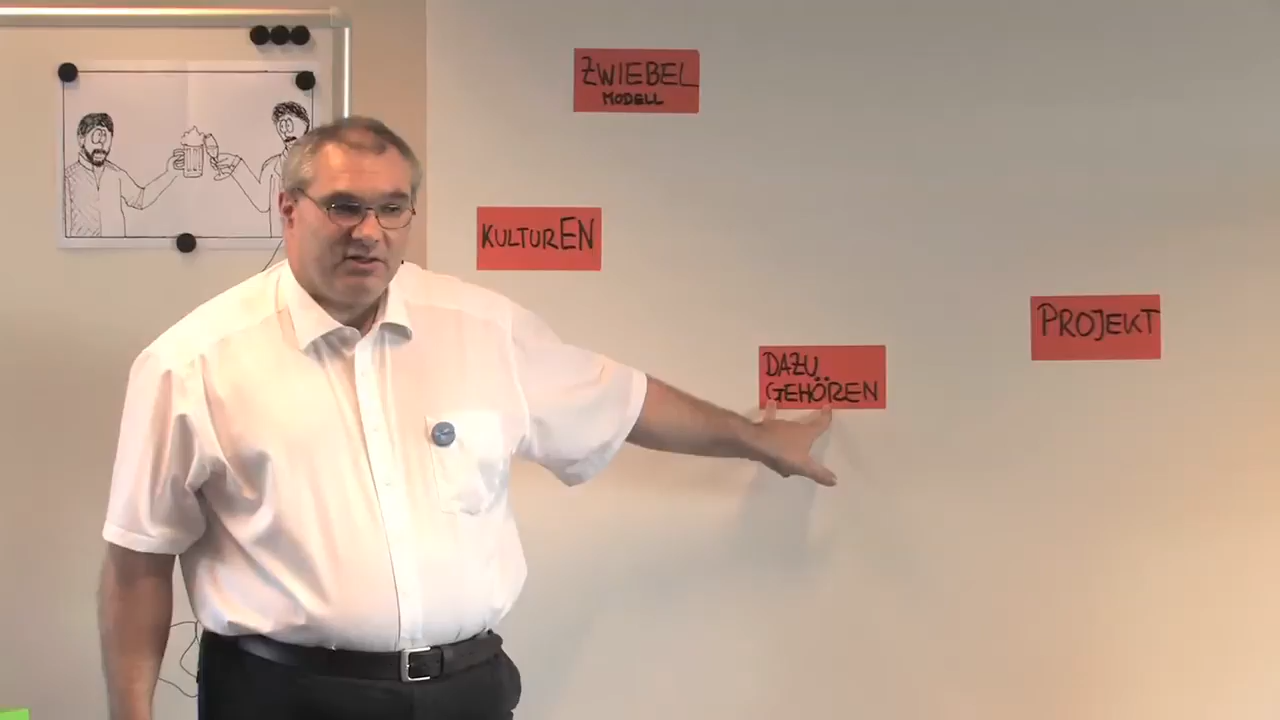 ZWIEBEL
MODELL
KULTUREN
DAZU
GEHÖREN
PROJEKT